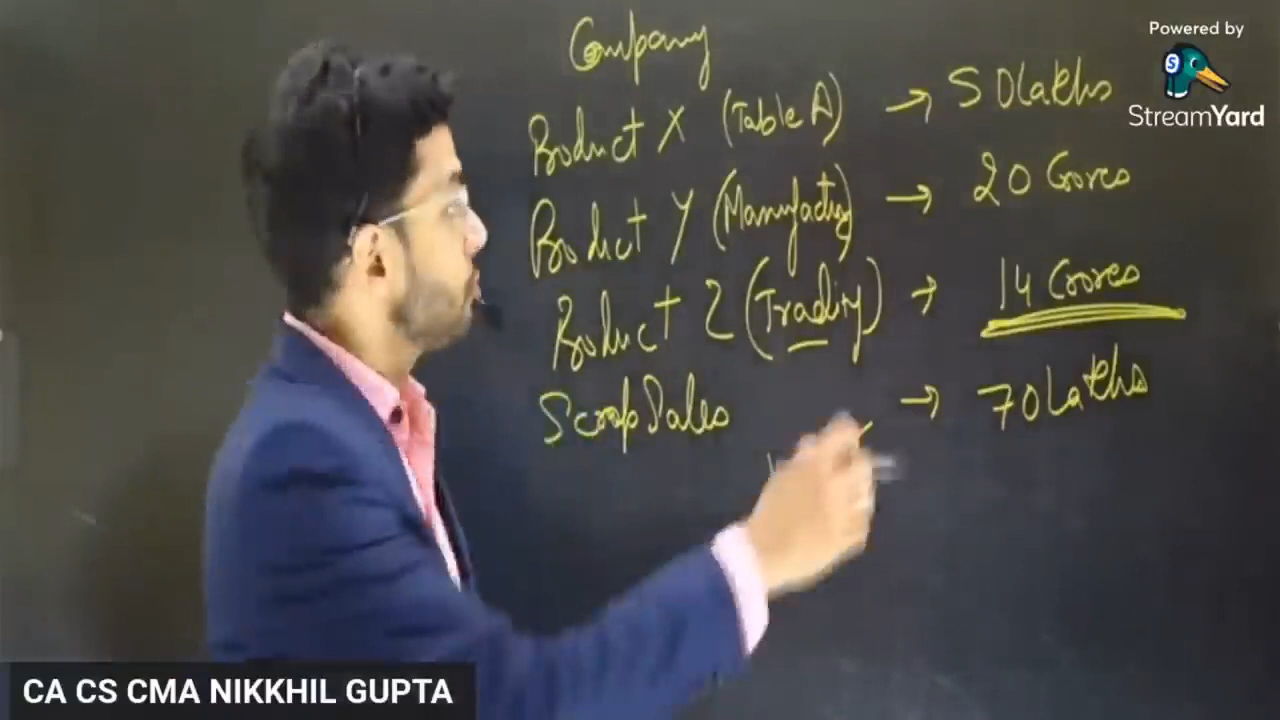 Company
Product X (Table A) → 50 Lakhs
Product Y (Manufacturing) → 20 Crores
Product Z (Trading) → 14 Crores
Scrap Sales → 70 Lakhs
Powered by
StreamYard
CA CS CMA NIKKHIL GUPTA